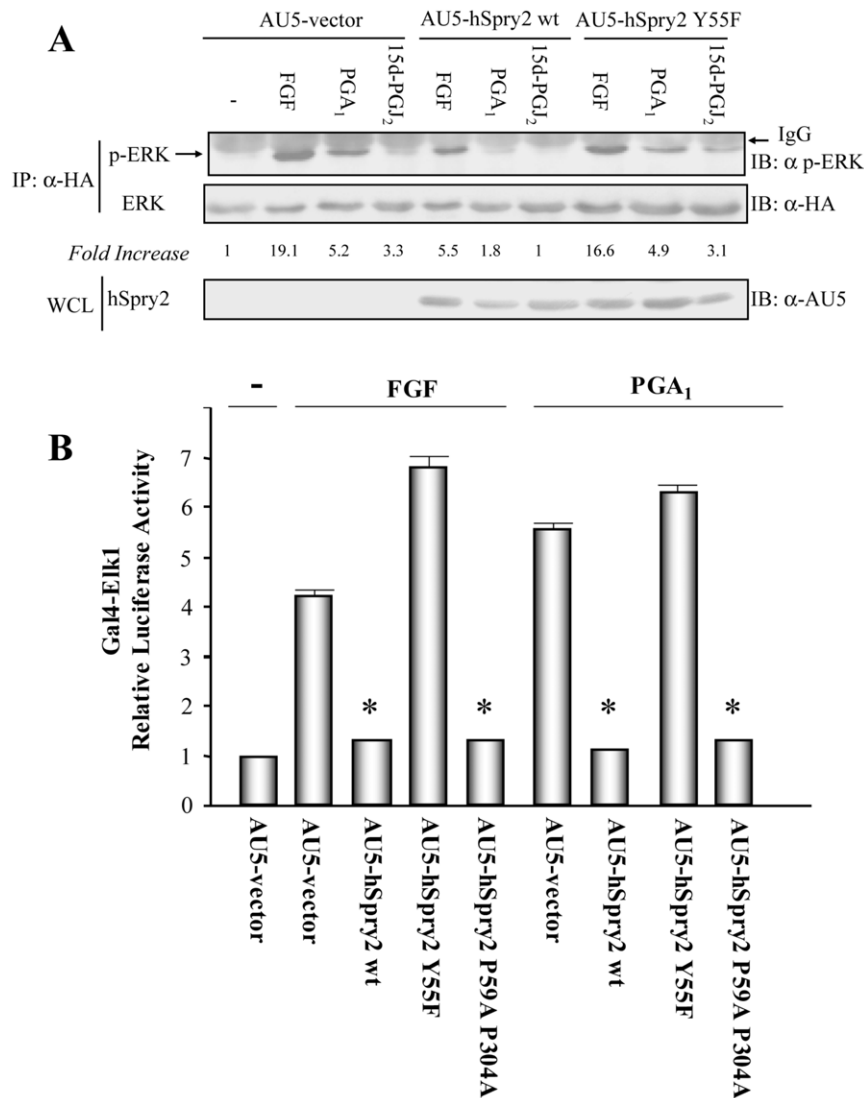 A
AU5-vector AU5-hSpry2 wt AU5-hSpry2 Y55F
- FGF PGA1 15d-PGJ2 FGF PGA1 15d-PGJ2 FGF PGA1 15d-PGJ2
IgG
IP: α-HA p-ERK IB: α p-ERK
ERK IB: α-HA
Fold Increase 1 19.1 5.2 3.3 5.5 1.8 1 16.6 4.9 3.1
WCL hSpry2 IB: α-AU5
B
- FGF PGA1
Gal4-Elk1
Relative Luciferase Activity
7
6
5
4
3
2
1
0
* * * *
AU5-vector
AU5-vector
AU5-hSpry2 wt
AU5-hSpry2 Y55F
AU5-hSpry2 P59A P304A
AU5-vector
AU5-hSpry2 wt
AU5-hSpry2 Y55F
AU5-hSpry2 P59A P304A